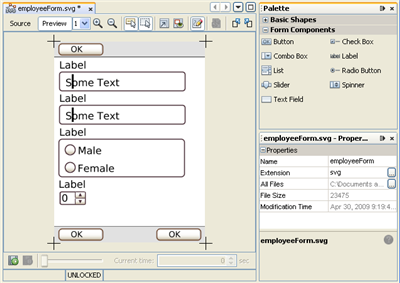 employeeForm.svg *
Source
Preview
1
OK
Label
Some Text
Label
Some Text
Label
Male
Female
Label
0
OK
OK
Current time:
0
sec
UNLOCKED
Palette
Basic Shapes
Form Components
Button
Check Box
Combo Box
Label
List
Radio Button
Slider
Spinner
Text Field
employeeForm.svg - Proper...
Properties
Name
employeeForm
Extension
svg
All Files
C:\Documents a...
File Size
23475
Modification Time
Apr 30, 2009 9:19:4...
employeeForm.svg